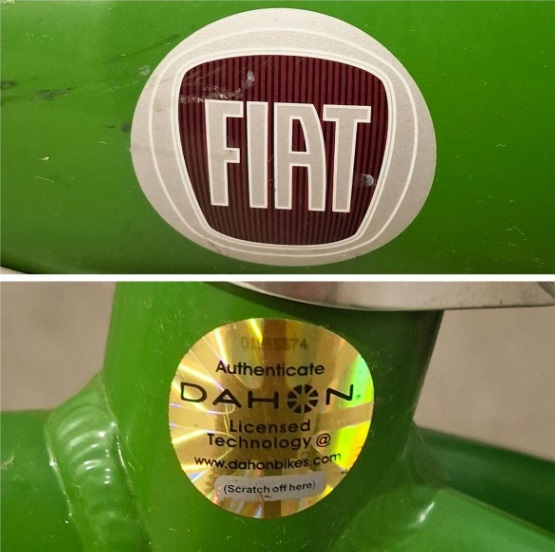 FIAT
Authenticate
DAHON
Licensed
Technology @
www.dahonbikes.com
(Scratch off here)